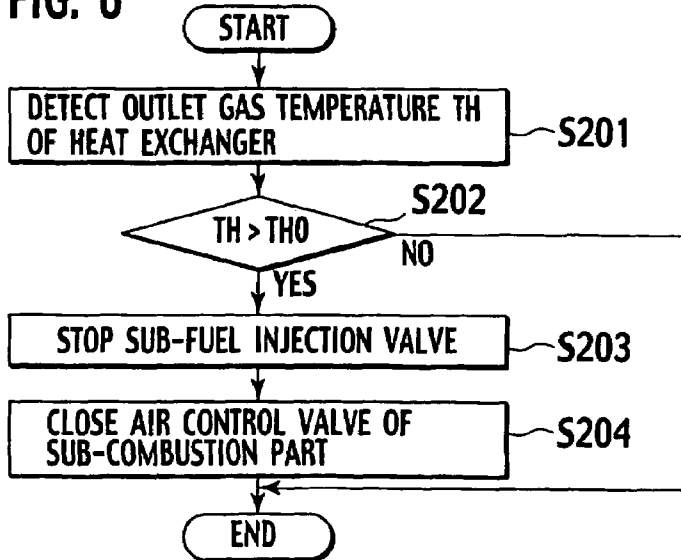 FIG. 6
START
DETECT OUTLET GAS TEMPERATURE TH
OF HEAT EXCHANGER
S201
S202
TH > TH0
NO
YES
STOP SUB-FUEL INJECTION VALVE
S203
CLOSE AIR CONTROL VALVE OF
SUB-COMBUSTION PART
S204
END